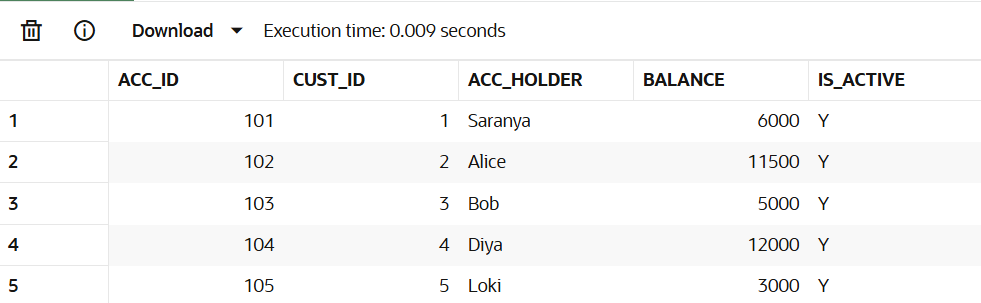 Download Execution time: 0.009 seconds
ACC_ID CUST_ID ACC_HOLDER BALANCE IS_ACTIVE
1 101 1 Saranya 6000 Y
2 102 2 Alice 11500 Y
3 103 3 Bob 5000 Y
4 104 4 Diya 12000 Y
5 105 5 Loki 3000 Y